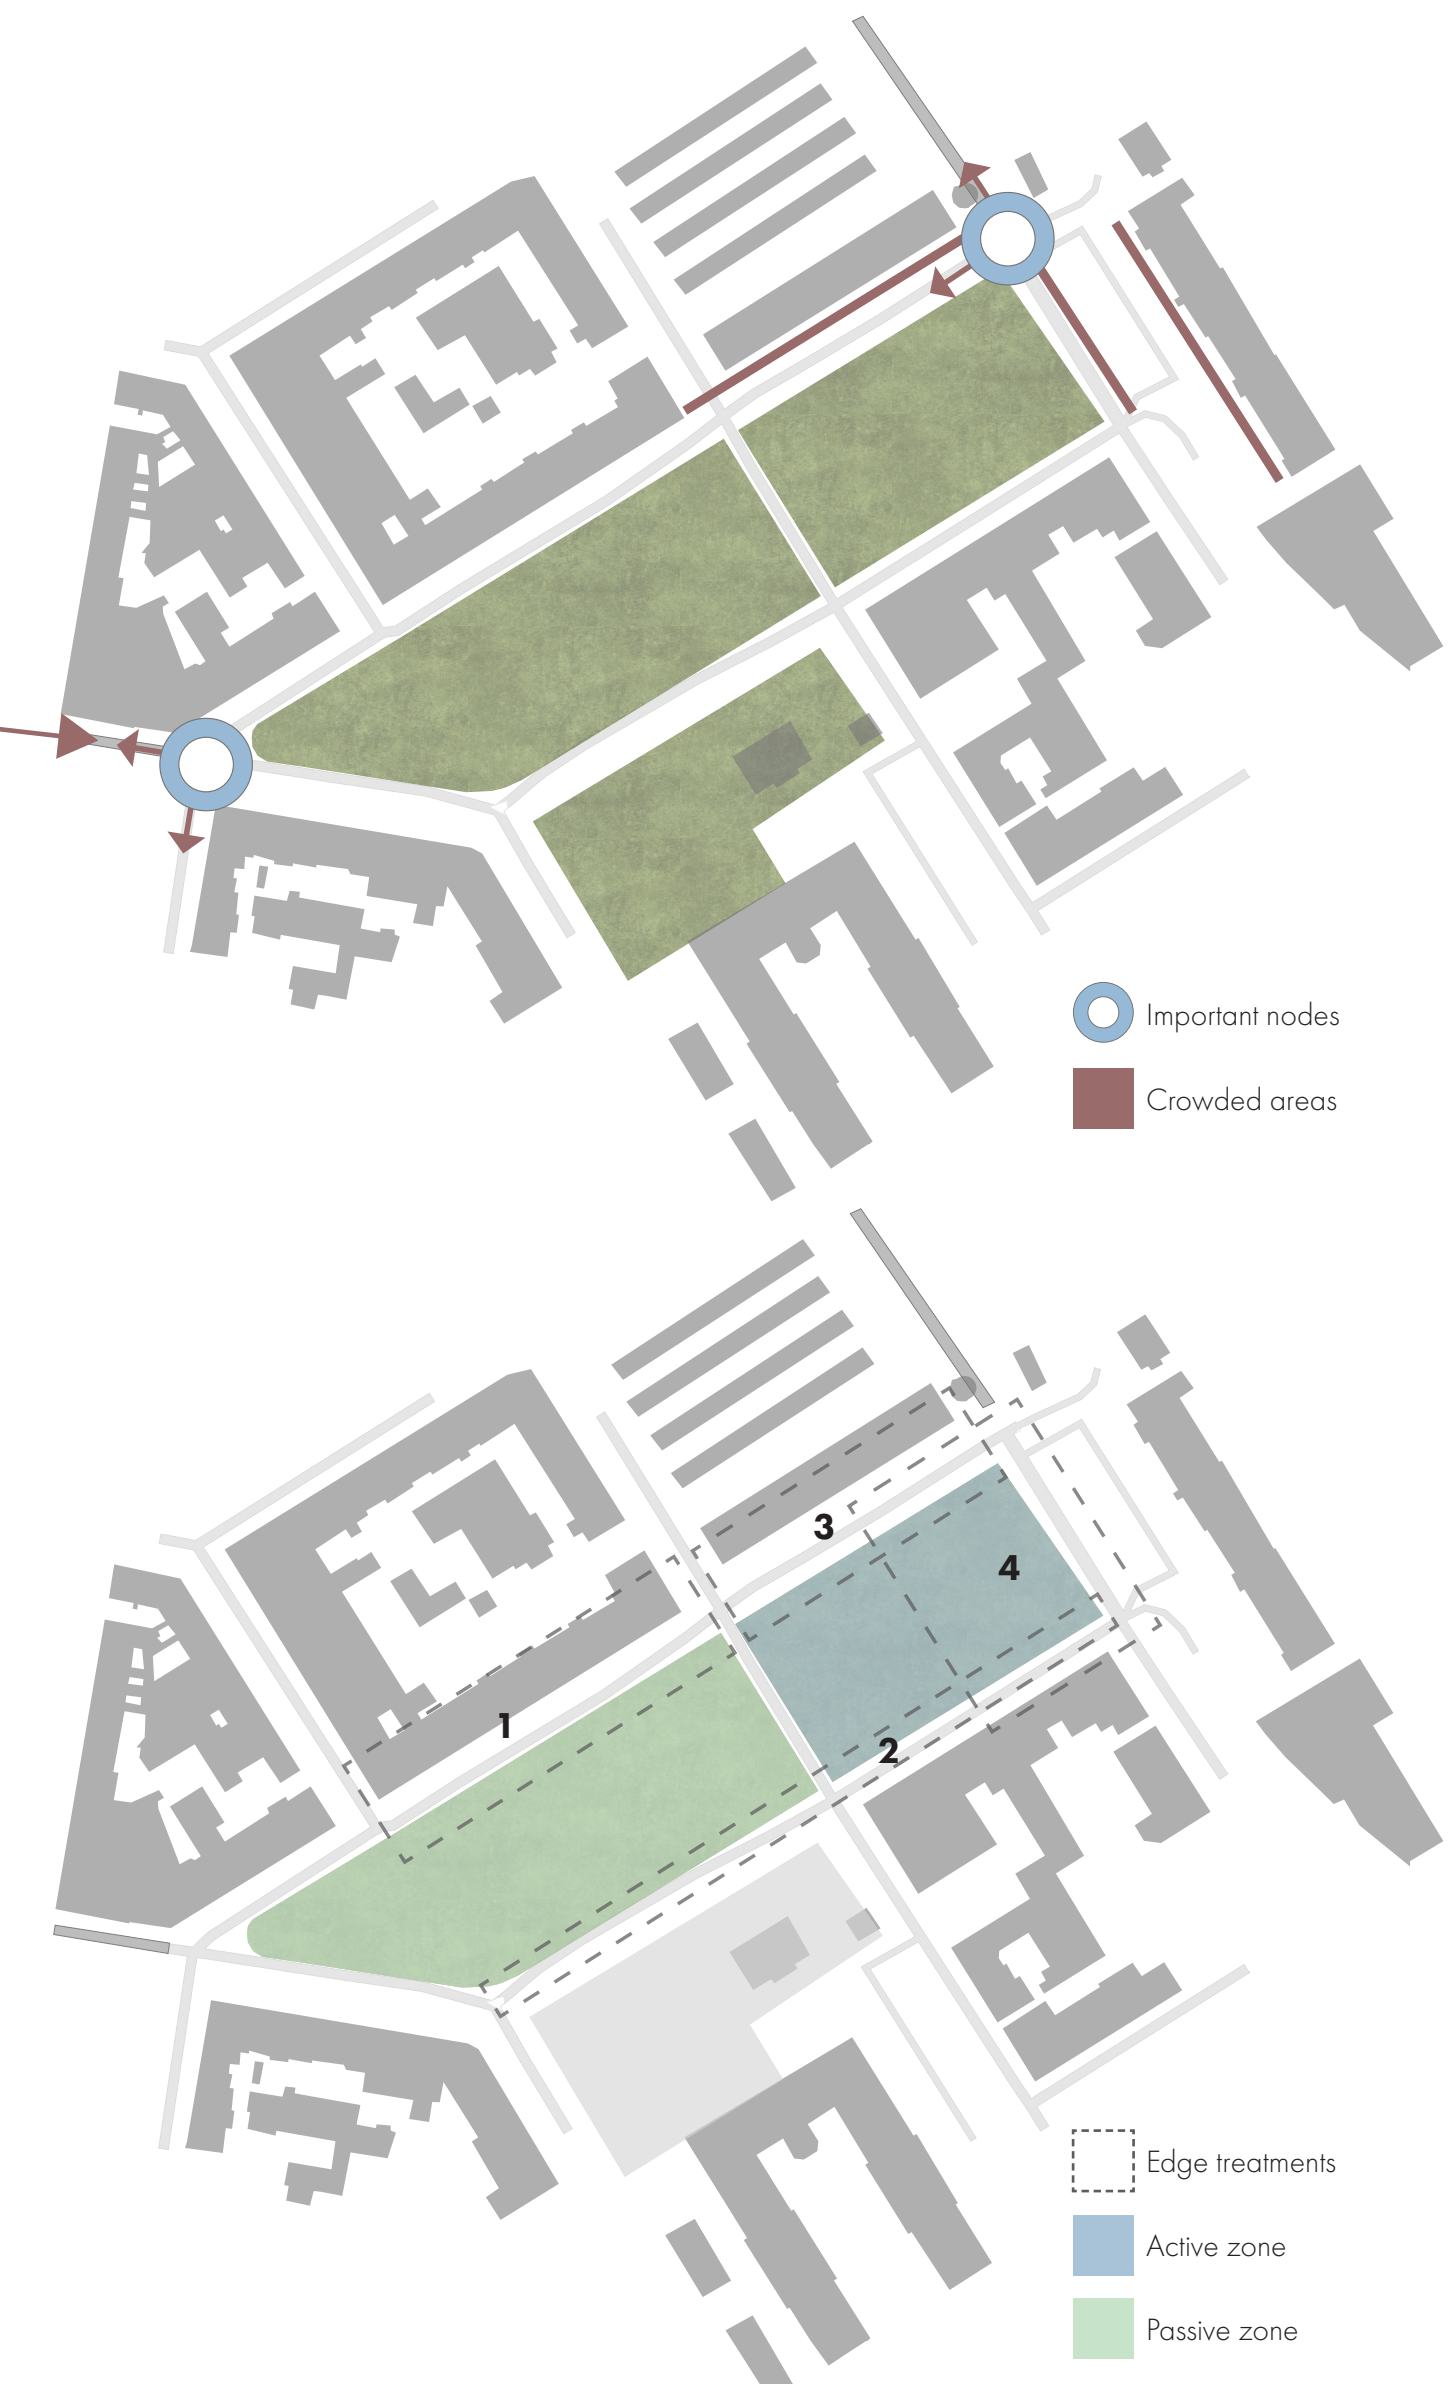 Important nodes
Crowded areas
3
4
1
2
Edge treatments
Active zone
Passive zone